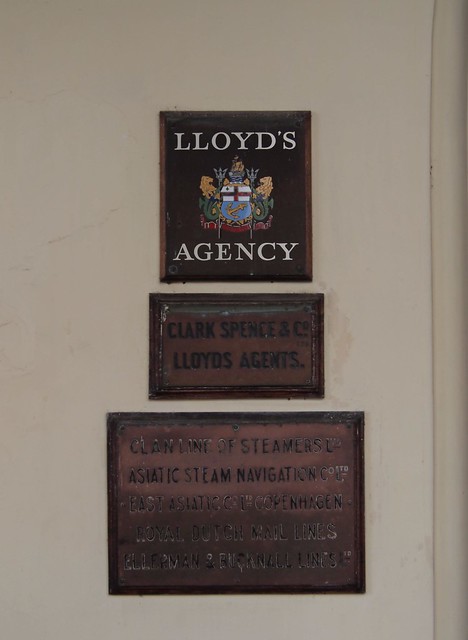 LLOYD'S
AGENCY
CLARK SPENCE & Co
LLOYDS AGENTS.
CLAN LINE OF STEAMERS LD
ASIATIC STEAM NAVIGATION Co LTD
EAST ASIATIC Co LD COPENHAGEN
ROYAL DUTCH MAIL LINES
ELLERMAN & BUCKNALL LINES LD